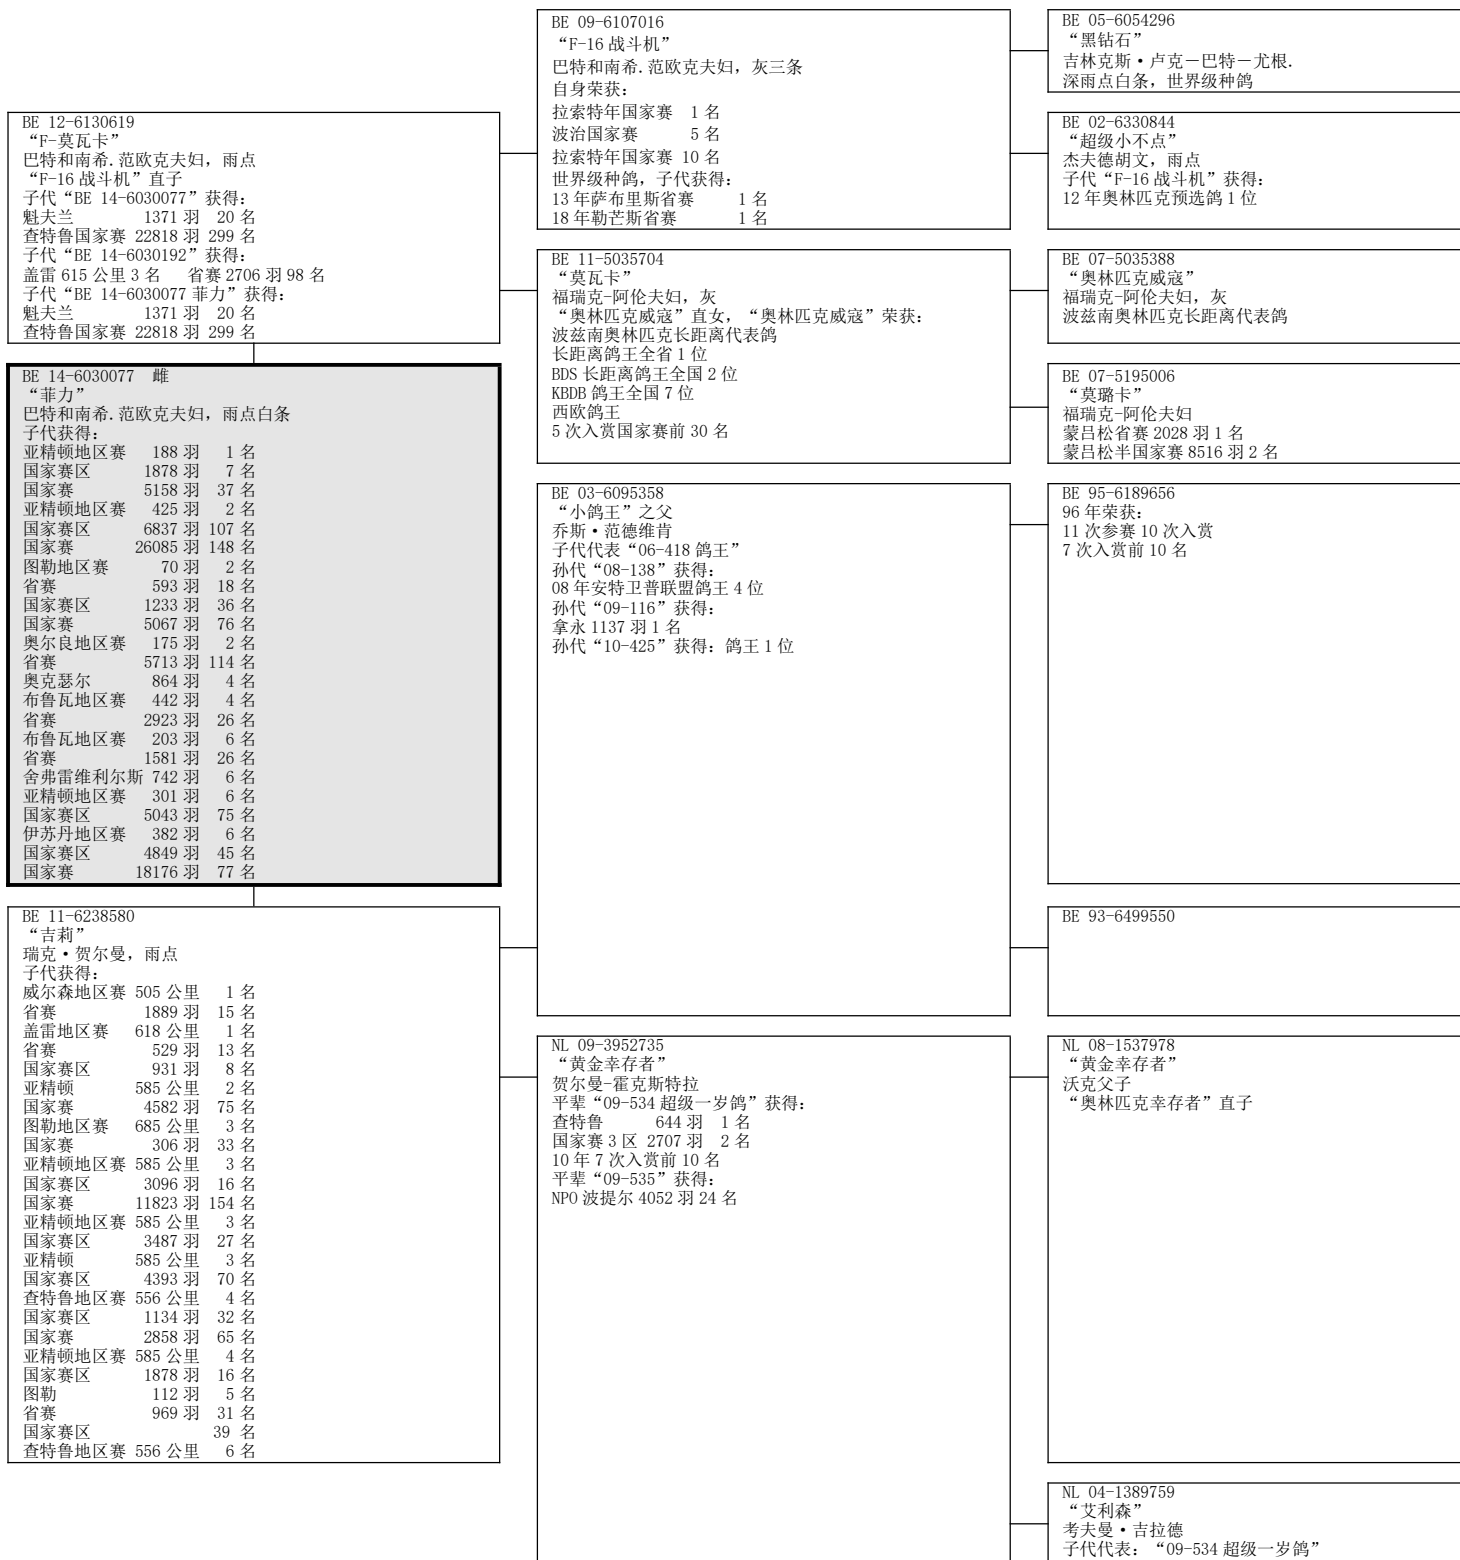 BE 09-6107016
“F-16 战斗机”
巴特和南希.范欧克夫妇，灰三条
自身荣获：
拉索特年国家赛 1 名
波治国家赛 5 名
拉索特年国家赛 10 名
世界级种鸽，子代获得：
13 年萨布里斯省赛 1 名
18 年勒芒斯省赛 1 名
BE 05-6054296
“黑钻石”
吉林克斯•卢克－巴特－尤根.
深雨点白条，世界级种鸽
BE 12-6130619
“F-莫瓦卡”
巴特和南希.范欧克夫妇，雨点
“F-16 战斗机”直子
子代“BE 14-6030077”获得：
魁夫兰 1371 羽 20 名
查特鲁国家赛 22818 羽 299 名
子代“BE 14-6030192”获得：
盖雷 615 公里 3 名 省赛 2706 羽 98 名
子代“BE 14-6030077 菲力”获得：
魁夫兰 1371 羽 20 名
查特鲁国家赛 22818 羽 299 名
BE 02-6330844
“超级小不点”
杰夫德胡文，雨点
子代“F-16 战斗机”获得：
12 年奥林匹克预选鸽 1 位
BE 11-5035704
“莫瓦卡”
福瑞克-阿伦夫妇，灰
“奥林匹克威寇”直女，“奥林匹克威寇”荣获：
波兹南奥林匹克长距离代表鸽
长距离鸽王全省 1 位
BDS 长距离鸽王全国 2 位
KBDB 鸽王全国 7 位
西欧鸽王
5 次入赏国家赛前 30 名
BE 07-5035388
“奥林匹克威寇”
福瑞克-阿伦夫妇，灰
波兹南奥林匹克长距离代表鸽
BE 07-5195006
“莫璐卡”
福瑞克-阿伦夫妇
蒙吕松省赛 2028 羽 1 名
蒙吕松半国家赛 8516 羽 2 名
BE 14-6030077 雌
“菲力”
巴特和南希.范欧克夫妇，雨点白条
子代获得：
亚精顿地区赛 188 羽 1 名
国家赛区 1878 羽 7 名
国家赛 5158 羽 37 名
亚精顿地区赛 425 羽 2 名
国家赛区 6837 羽 107 名
国家赛 26085 羽 148 名
图勒地区赛 70 羽 2 名
省赛 593 羽 18 名
国家赛区 1233 羽 36 名
国家赛 5067 羽 76 名
奥尔良地区赛 175 羽 2 名
省赛 5713 羽 114 名
奥克瑟尔 864 羽 4 名
布鲁瓦地区赛 442 羽 4 名
省赛 2923 羽 26 名
布鲁瓦地区赛 203 羽 6 名
省赛 1581 羽 26 名
舍弗雷维利尔斯 742 羽 6 名
亚精顿地区赛 301 羽 6 名
国家赛区 5043 羽 75 名
伊苏丹地区赛 382 羽 6 名
国家赛区 4849 羽 45 名
国家赛 18176 羽 77 名
BE 03-6095358
“小鸽王”之父
乔斯•范德维肯
子代代表“06-418 鸽王”
孙代“08-138”获得：
08 年安特卫普联盟鸽王 4 位
孙代“09-116”获得：
拿永 1137 羽 1 名
孙代“10-425”获得：鸽王 1 位
BE 95-6189656
96 年荣获：
11 次参赛 10 次入赏
7 次入赏前 10 名
BE 93-6499550
BE 11-6238580
“吉莉”
瑞克•贺尔曼，雨点
子代获得：
威尔森地区赛 505 公里 1 名
省赛 1889 羽 15 名
盖雷地区赛 618 公里 1 名
省赛 529 羽 13 名
国家赛区 931 羽 8 名
亚精顿 585 公里 2 名
国家赛 4582 羽 75 名
图勒地区赛 685 公里 3 名
国家赛 306 羽 33 名
亚精顿地区赛 585 公里 3 名
国家赛区 3096 羽 16 名
国家赛 11823 羽 154 名
亚精顿地区赛 585 公里 3 名
国家赛区 3487 羽 27 名
亚精顿 585 公里 3 名
国家赛区 4393 羽 70 名
查特鲁地区赛 556 公里 4 名
国家赛区 1134 羽 32 名
国家赛 2858 羽 65 名
亚精顿地区赛 585 公里 4 名
国家赛区 1878 羽 16 名
图勒 112 羽 5 名
省赛 969 羽 31 名
国家赛区 39 名
查特鲁地区赛 556 公里 6 名
NL 09-3952735
“黄金幸存者”
贺尔曼-霍克斯特拉
平辈“09-534 超级一岁鸽”获得：
查特鲁 644 羽 1 名
国家赛 3 区 2707 羽 2 名
10 年 7 次入赏前 10 名
平辈“09-535”获得：
NPO 波提尔 4052 羽 24 名
NL 08-1537978
“黄金幸存者”
沃克父子
“奥林匹克幸存者”直子
NL 04-1389759
“艾利森”
考夫曼•吉拉德
子代代表：“09-534 超级一岁鸽”